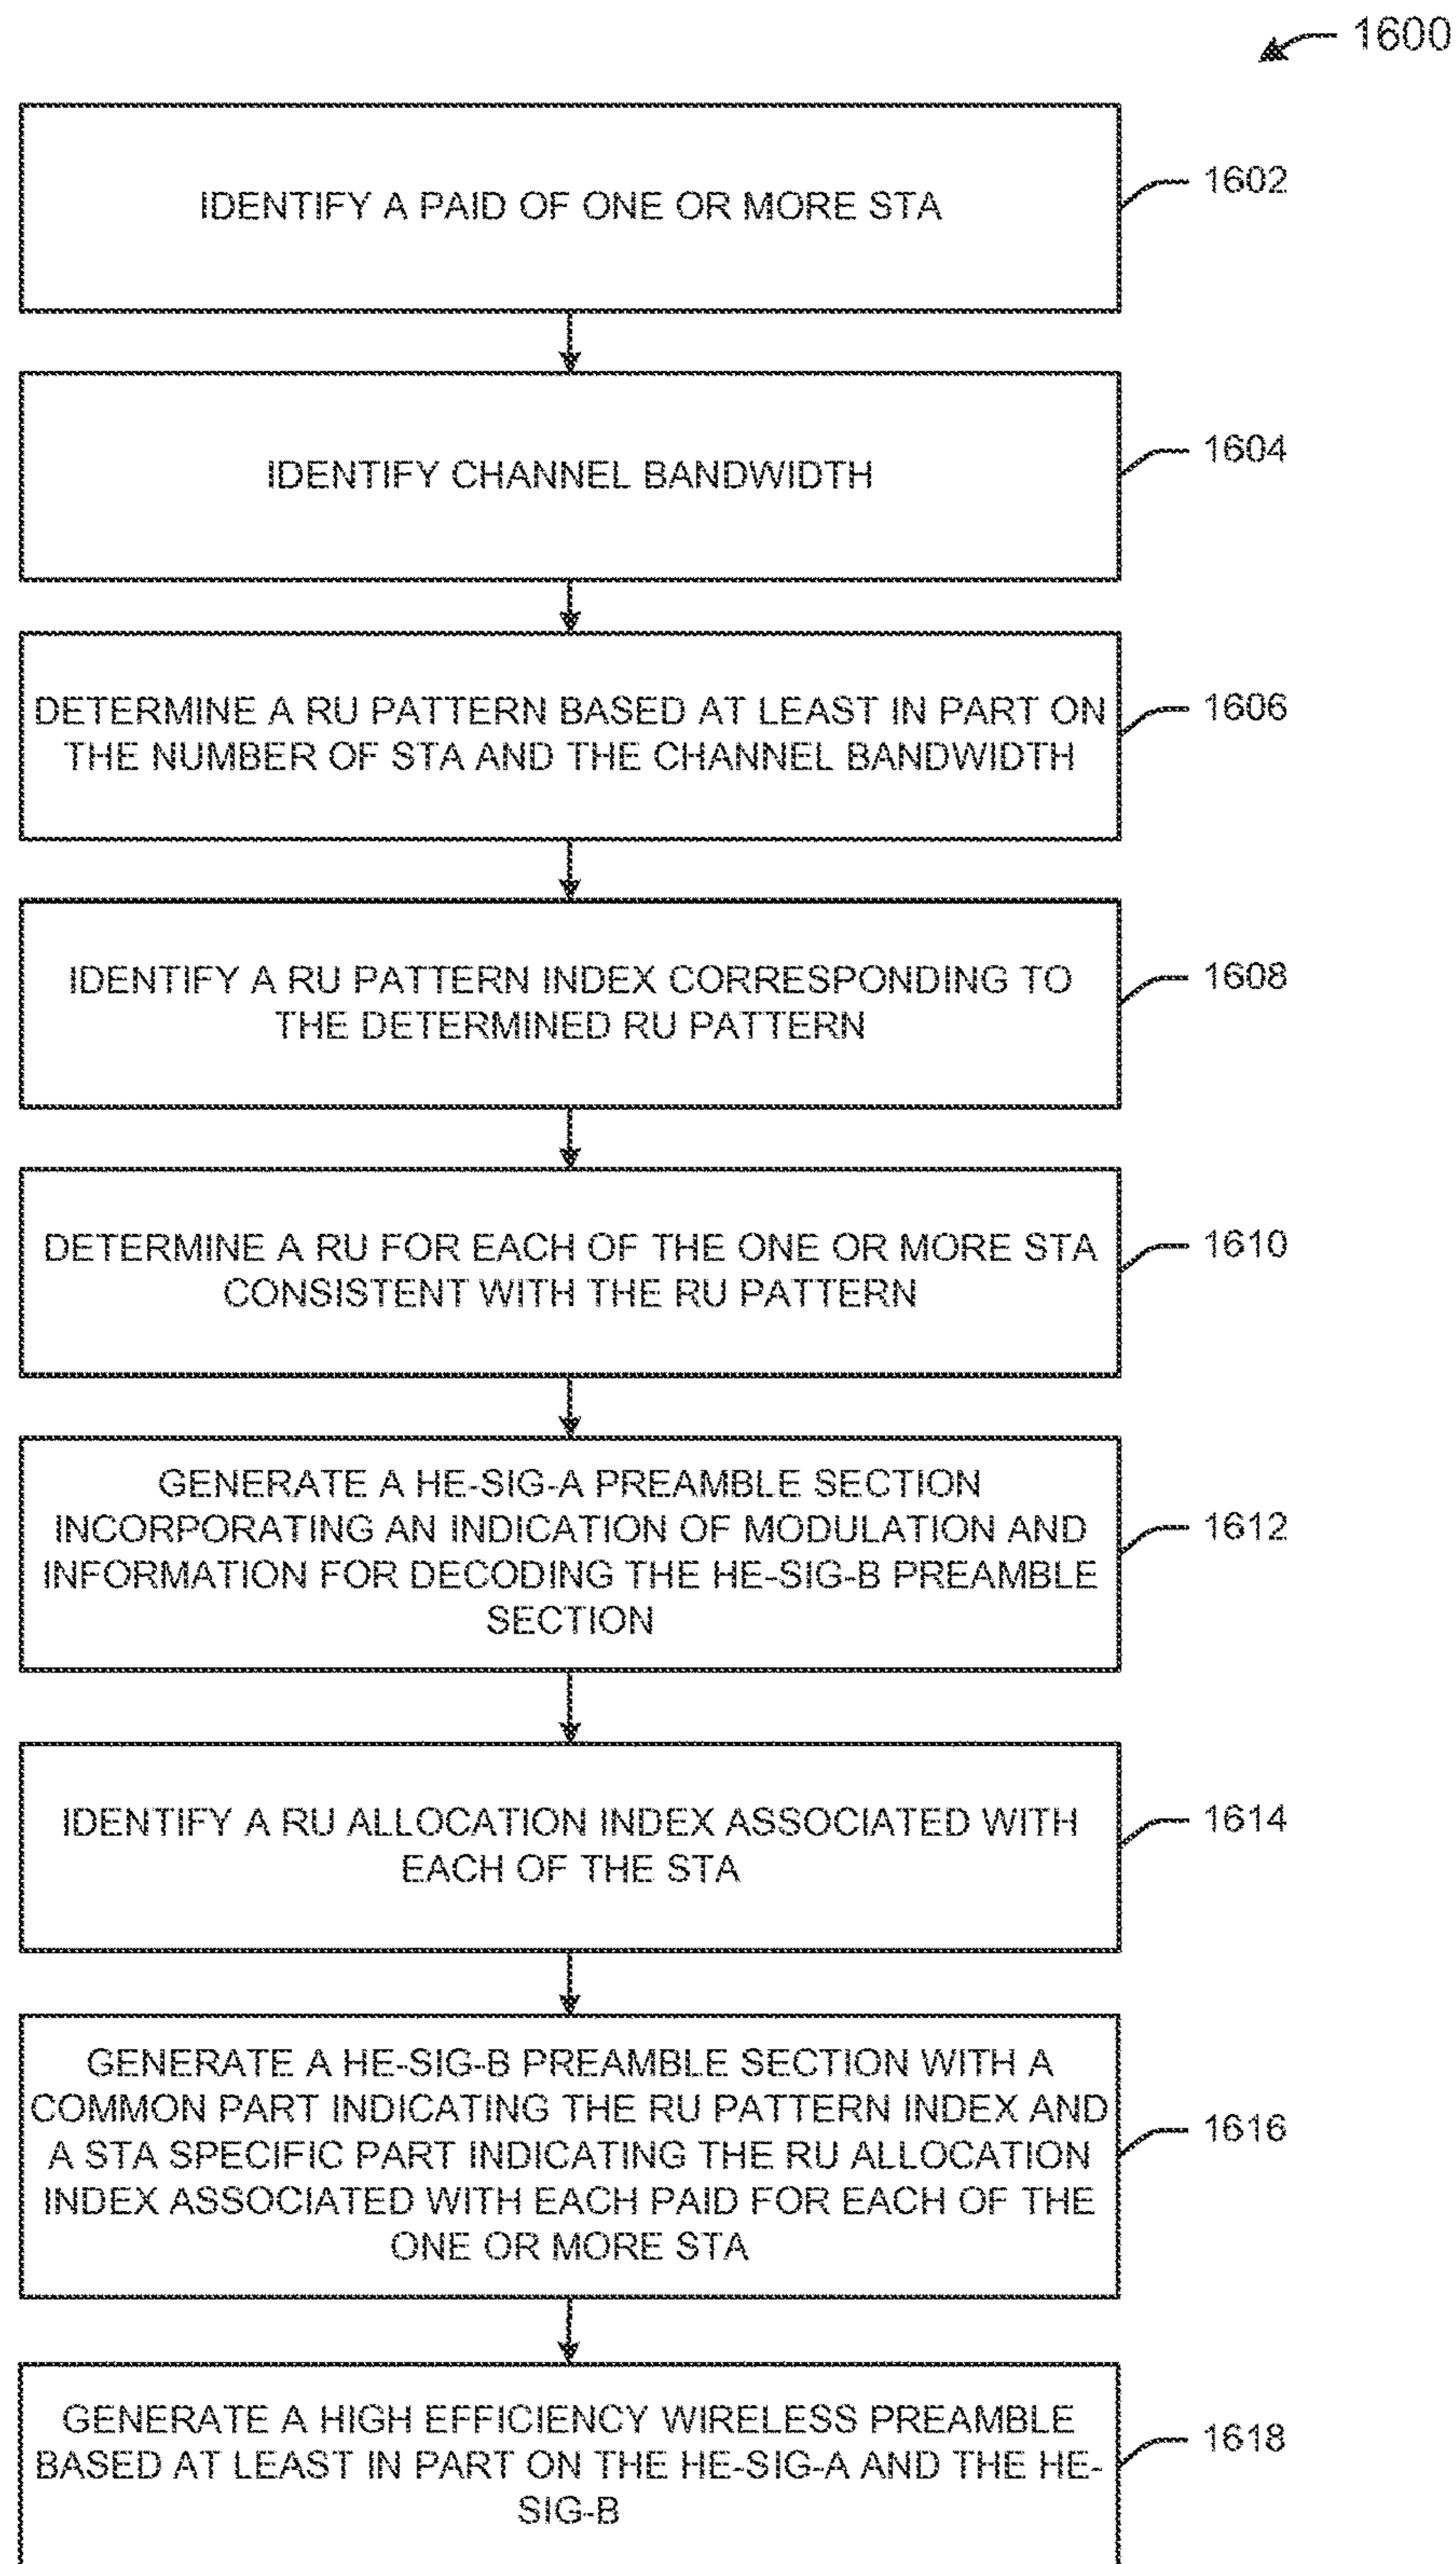 1600
IDENTIFY A PAID OF ONE OR MORE STA
1602
IDENTIFY CHANNEL BANDWIDTH
1604
DETERMINE A RU PATTERN BASED AT LEAST IN PART ON
THE NUMBER OF STA AND THE CHANNEL BANDWIDTH
1606
IDENTIFY A RU PATTERN INDEX CORRESPONDING TO
THE DETERMINED RU PATTERN
1608
DETERMINE A RU FOR EACH OF THE ONE OR MORE STA
CONSISTENT WITH THE RU PATTERN
1610
GENERATE A HE-SIG-A PREAMBLE SECTION
INCORPORATING AN INDICATION OF MODULATION AND
INFORMATION FOR DECODING THE HE-SIG-B PREAMBLE
SECTION
1612
IDENTIFY A RU ALLOCATION INDEX ASSOCIATED WITH
EACH OF THE STA
1614
GENERATE A HE-SIG-B PREAMBLE SECTION WITH A
COMMON PART INDICATING THE RU PATTERN INDEX AND
A STA SPECIFIC PART INDICATING THE RU ALLOCATION
INDEX ASSOCIATED WITH EACH PAID FOR EACH OF THE
ONE OR MORE STA
1616
GENERATE A HIGH EFFICIENCY WIRELESS PREAMBLE
BASED AT LEAST IN PART ON THE HE-SIG-A AND THE HE-
SIG-B
1618